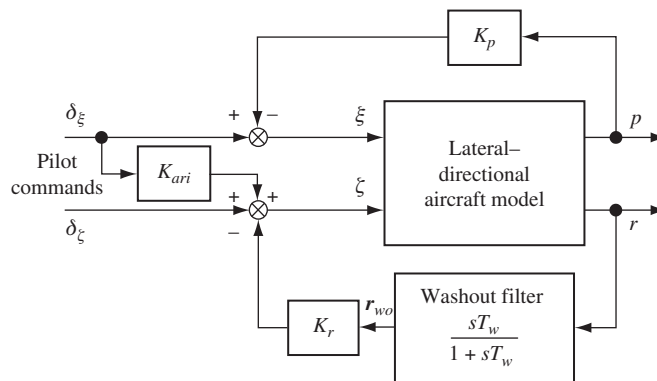 K_p
δ_ξ
+
−
ξ
p
Pilot
commands
K_ari
Lateral–
directional
aircraft model
+
+
ζ
δ_ζ
−
r
K_r
r_wo
Washout filter
sT_w
1 + sT_w